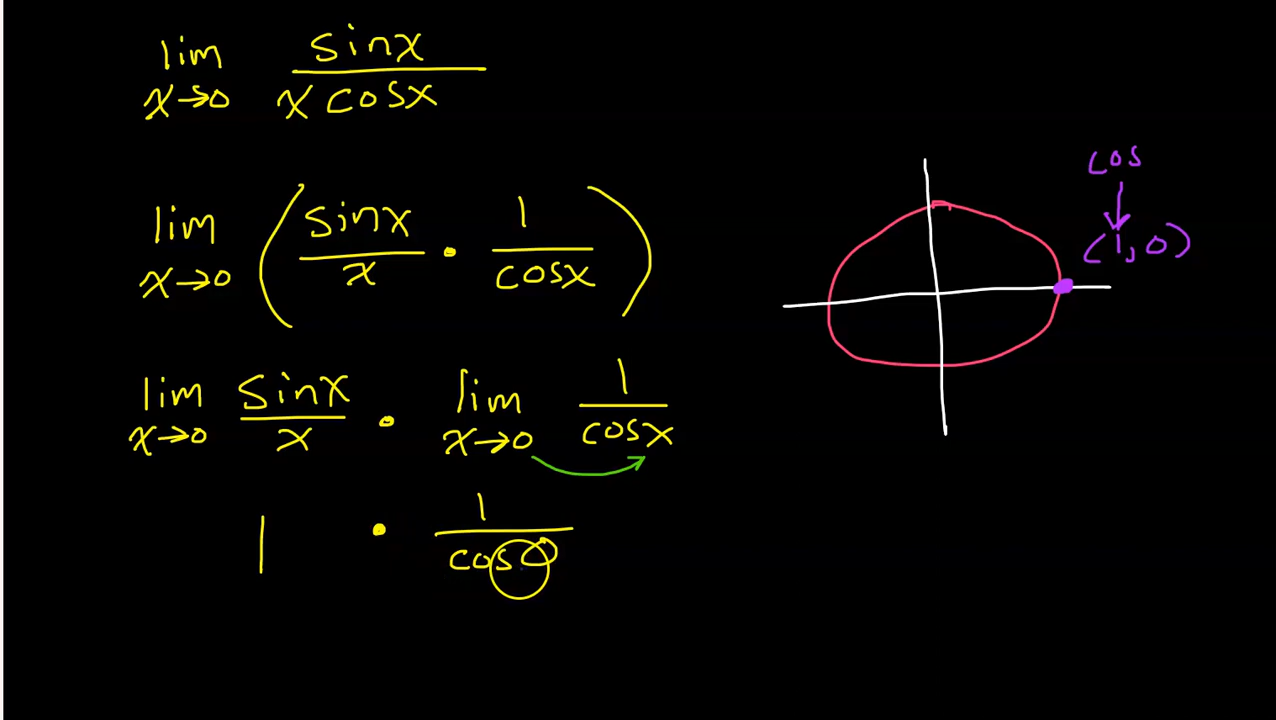 lim x→0 sinx / x cosx
lim x→0 ( sinx / x · 1 / cosx )
lim x→0 sinx / x · lim x→0 1 / cosx
1 · 1 / cos0
cos
↓
(1, 0)